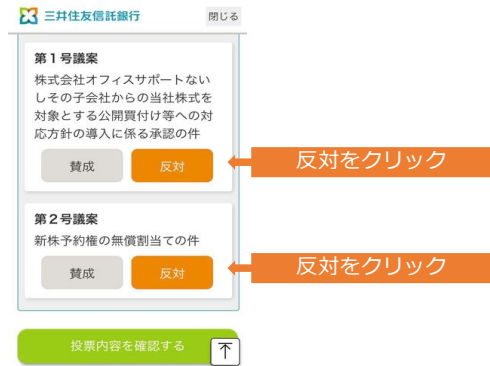 三井住友信託銀行
閉じる
第1号議案
株式会社オフィスサポートない
しその子会社からの当社株式を
対象とする公開買付け等への対
応方針の導入に係る承認の件
賛成
反対
反対をクリック
第2号議案
新株予約権の無償割当ての件
賛成
反対
反対をクリック
投票内容を確認する